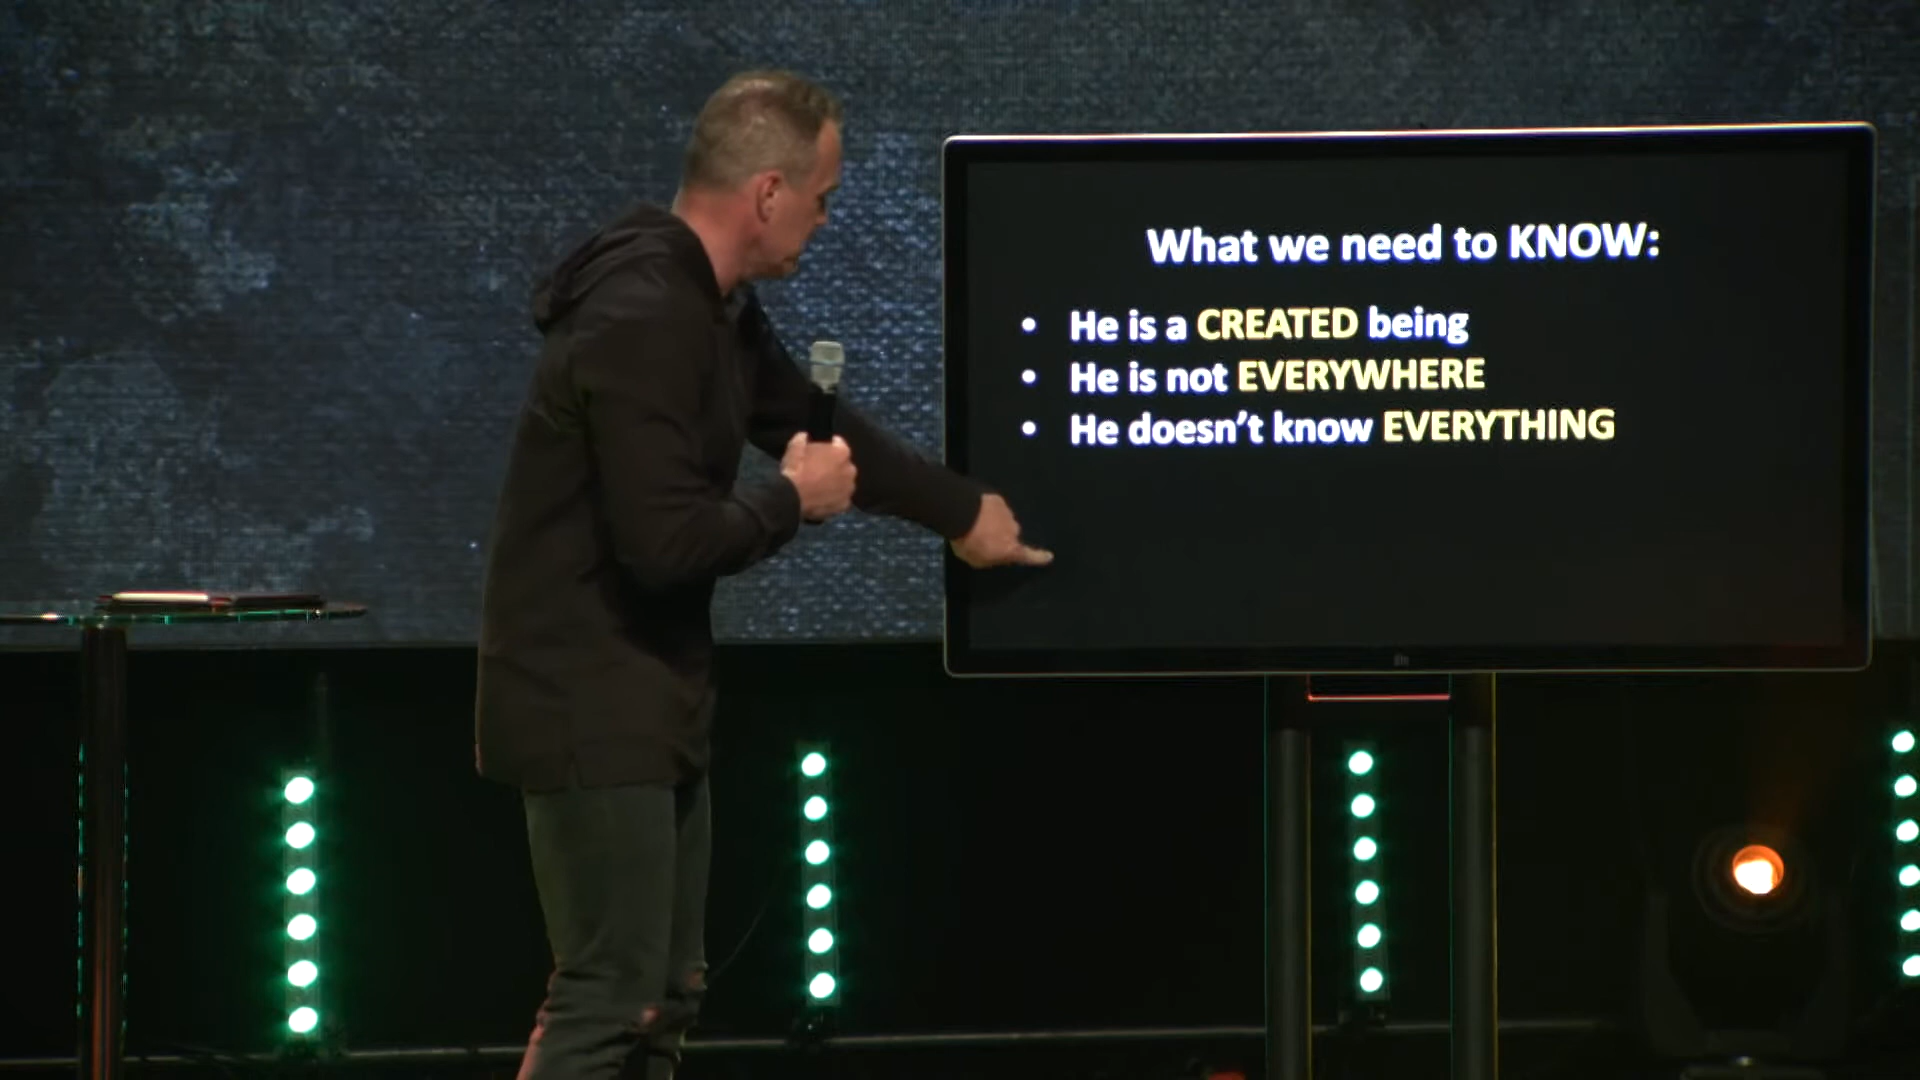 What we need to KNOW:
• He is a CREATED being
• He is not EVERYWHERE
• He doesn't know EVERYTHING